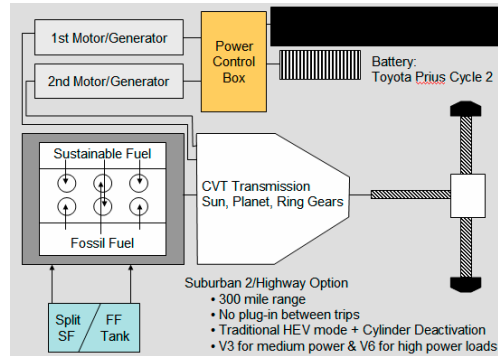 1st Motor/Generator
2nd Motor/Generator
Power
Control
Box
Battery:
Toyota Prius Cycle 2
Sustainable Fuel
Fossil Fuel
CVT Transmission
Sun, Planet, Ring Gears
Split
SF
FF
Tank
Suburban 2/Highway Option
• 300 mile range
• No plug-in between trips
• Traditional HEV mode + Cylinder Deactivation
• V3 for medium power & V6 for high power loads